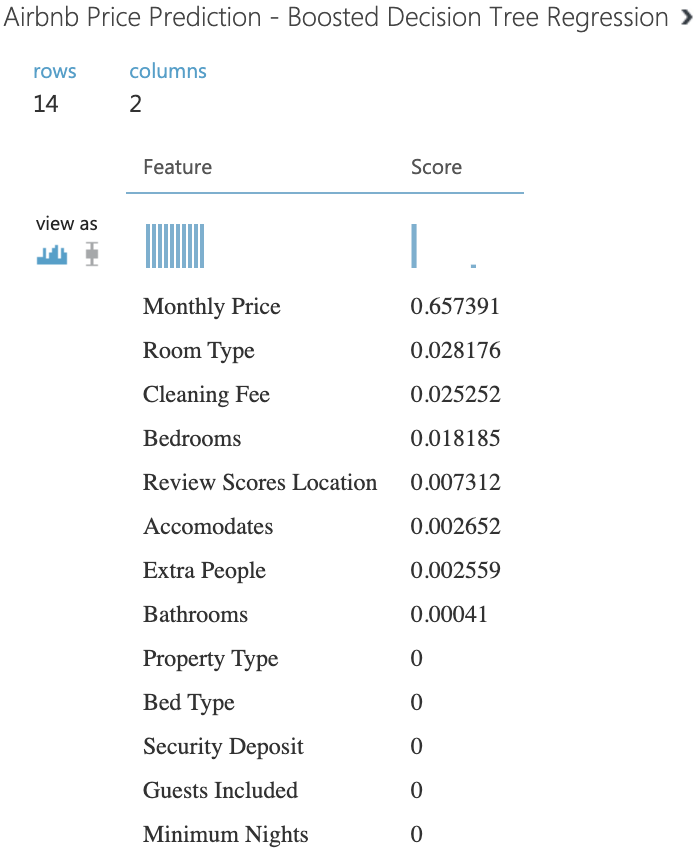 Airbnb Price Prediction - Boosted Decision Tree Regression
rows columns
14 2
Feature Score
view as
Monthly Price 0.657391
Room Type 0.028176
Cleaning Fee 0.025252
Bedrooms 0.018185
Review Scores Location 0.007312
Accomodates 0.002652
Extra People 0.002559
Bathrooms 0.00041
Property Type 0
Bed Type 0
Security Deposit 0
Guests Included 0
Minimum Nights 0